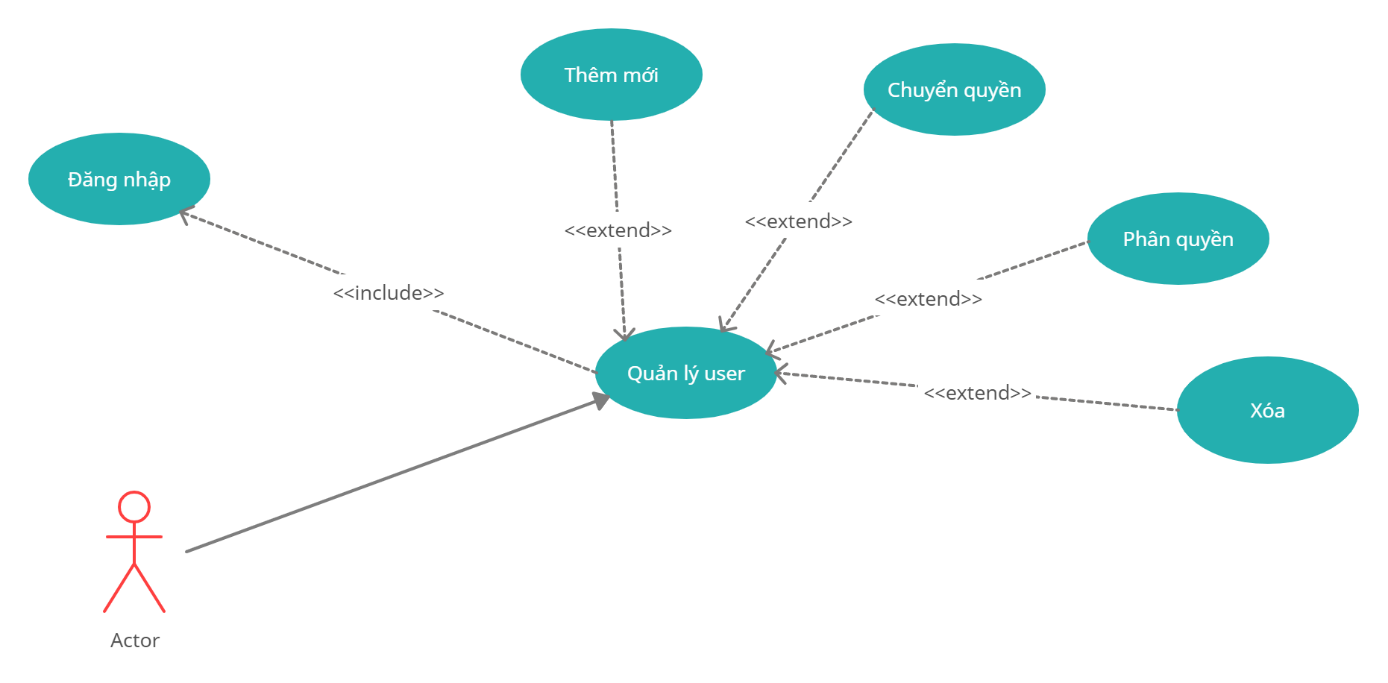 Thêm mới
Chuyển quyền
Đăng nhập
<<extend>>
<<extend>>
Phân quyền
<<include>>
<<extend>>
Quản lý user
<<extend>>
Xóa
Actor